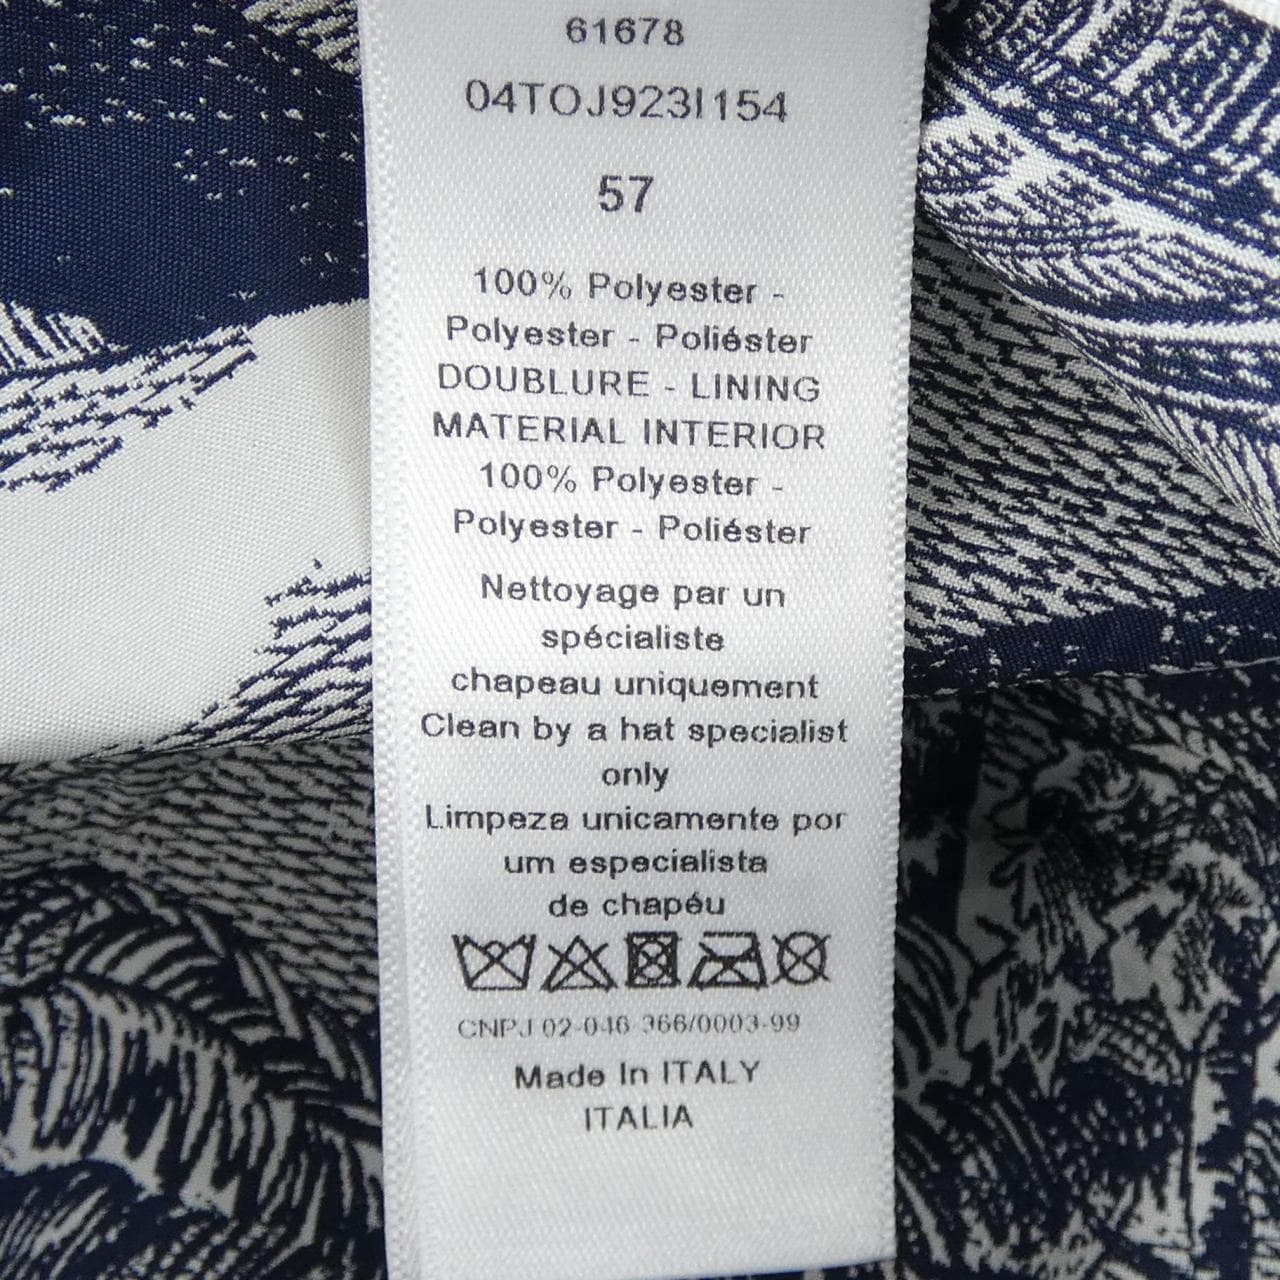 61678
04TOJ923I154
57
100% Polyester -
Polyester - Poliéster
DOUBLURE - LINING
MATERIAL INTERIOR
100% Polyester -
Polyester - Poliéster
Nettoyage par un
spécialiste
chapeau uniquement
Clean by a hat specialist
only
Limpeza unicamente por
um especialista
de chapéu
CNPJ 02-046 366/0003-99
Made In ITALY
ITALIA